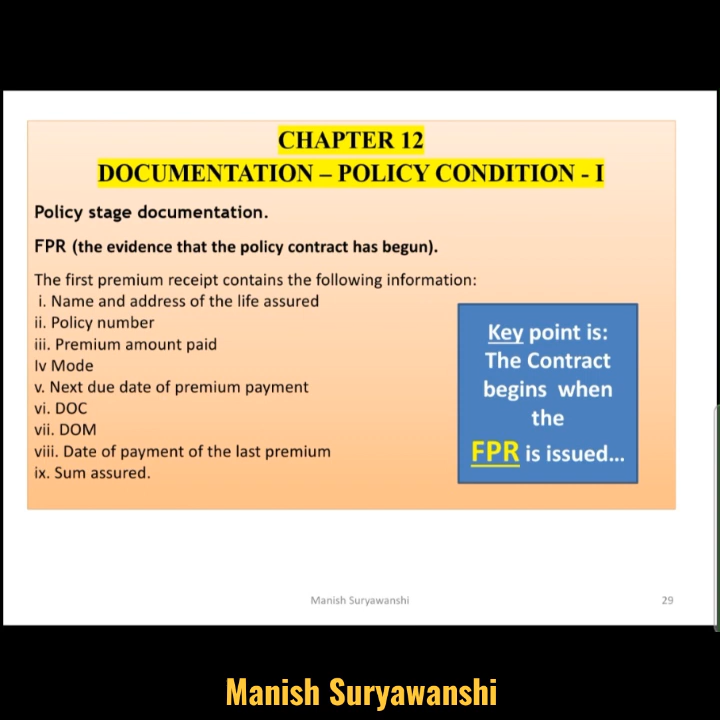 CHAPTER 12
DOCUMENTATION – POLICY CONDITION - I
Policy stage documentation.
FPR (the evidence that the policy contract has begun).
The first premium receipt contains the following information:
i. Name and address of the life assured
ii. Policy number
iii. Premium amount paid
Iv Mode
v. Next due date of premium payment
vi. DOC
vii. DOM
viii. Date of payment of the last premium
ix. Sum assured.
Key point is:
The Contract
begins when
the
FPR is issued...
Manish Suryawanshi
29
Manish Suryawanshi